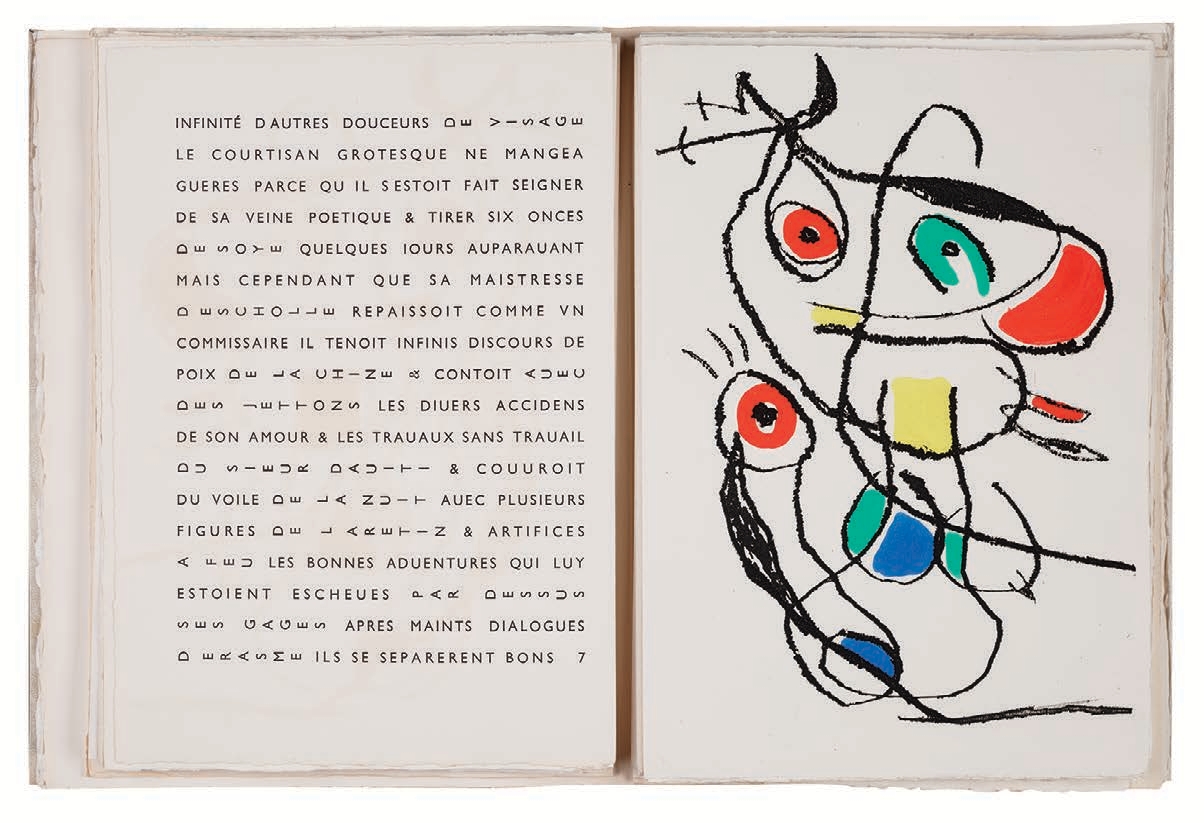 INFINITÉ D AUTRES DOUCEURS DE VISAGE
LE COURTISAN GROTESQUE NE MANGEA
GUERES PARCE QU IL S ESTOIT FAIT SEIGNER
DE SA VEINE POETIQUE & TIRER SIX ONCES
DE SOYE QUELQUES IOURS AUPARAUANT
MAIS CEPENDANT QUE SA MAISTRESSE
D ESCHOLLE REPAISSOIT COMME VN
COMMISSAIRE IL TENOIT INFINIS DISCOURS DE
POIX DE LA CHINE & CONTOIT AUEC
DES JETTONS LES DIUERS ACCIDENS
DE SON AMOUR & LES TRAUAUX SANS TRAUAIL
DU SIEUR DAUITI & COUUROIT
DU VOILE DE LA NUIT AUEC PLUSIEURS
FIGURES DE L ARETIN & ARTIFICES
A FEU LES BONNES ADUENTURES QUI LUY
ESTOIENT ESCHEUES PAR DESSUS
SES GAGES APRES MAINTS DIALOGUES
D ERASME ILS SE SEPARERENT BONS 7